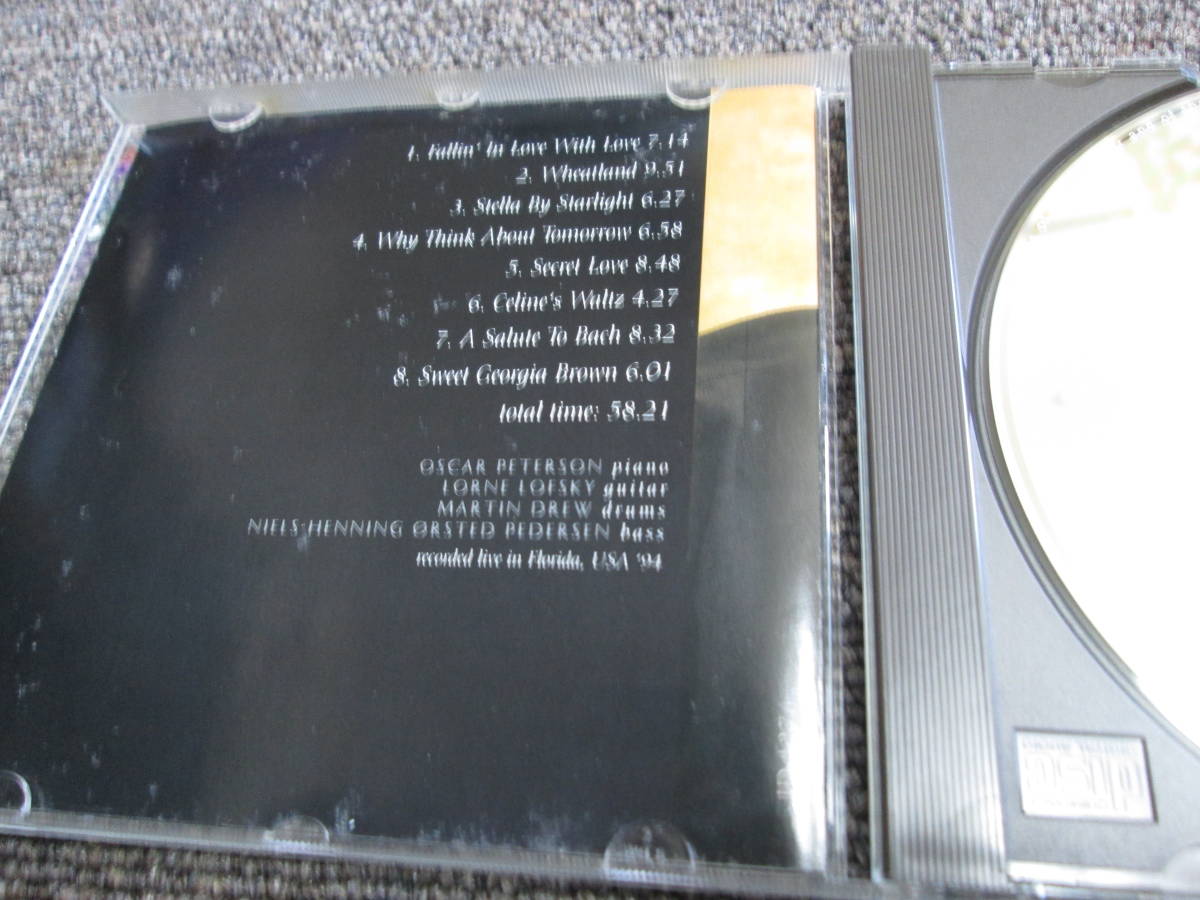 1. Fallin' In Love With Love 7.14
2. Wheatland 9.51
3. Stella By Starlight 6.27
4. Why Think About Tomorrow 6.58
5. Secret Love 8.48
6. Celine's Waltz 4.27
7. A Salute To Bach 8.32
8. Sweet Georgia Brown 6.01
total time: 58.21
OSCAR PETERSON piano
LORNE LOFSKY guitar
MARTIN DREW drums
NIELS-HENNING ØRSTED PEDERSEN bass
recorded live in Florida, USA '94